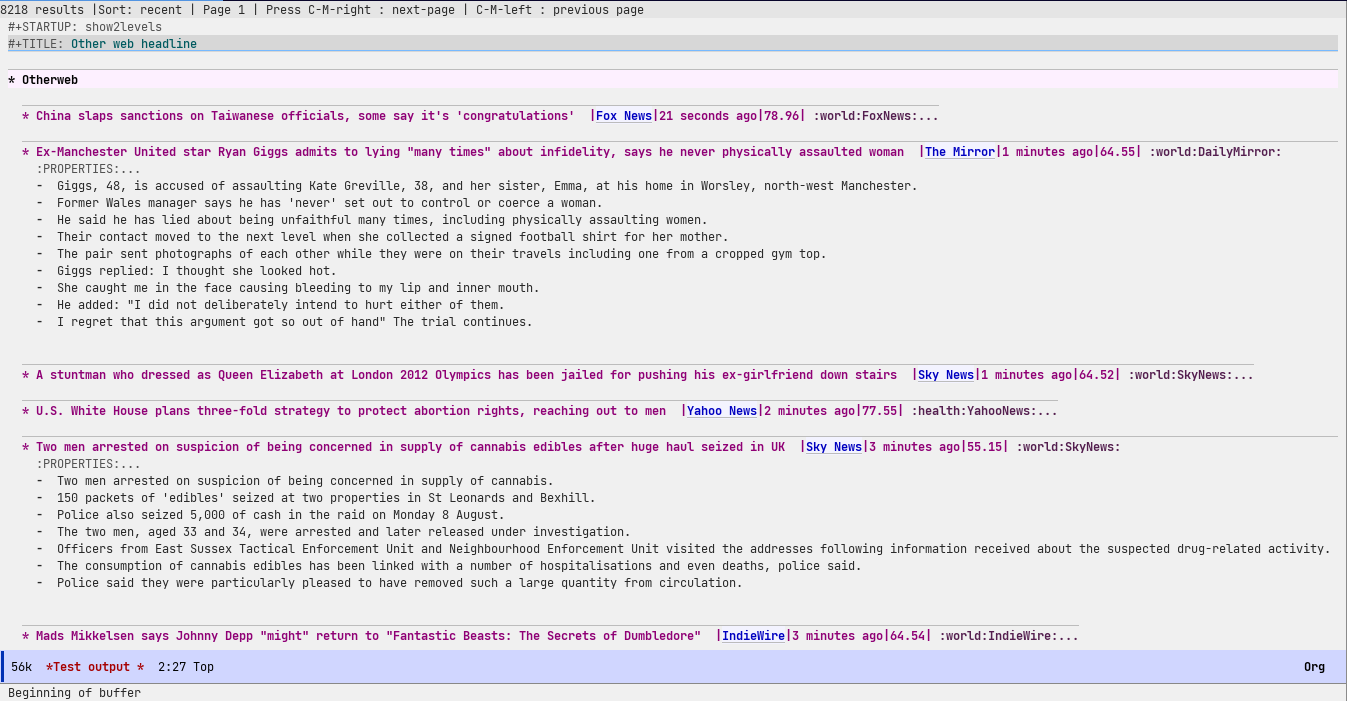 8218 results |Sort: recent | Page 1 | Press C-M-right : next-page | C-M-left : previous page
#+STARTUP: show2levels
#+TITLE: Other web headline
* Otherweb
* China slaps sanctions on Taiwanese officials, some say it's 'congratulations' |Fox News|21 seconds ago|78.96| :world:FoxNews:...
* Ex-Manchester United star Ryan Giggs admits to lying "many times" about infidelity, says he never physically assaulted woman |The Mirror|1 minutes ago|64.55| :world:DailyMirror:
:PROPERTIES:...
- Giggs, 48, is accused of assaulting Kate Greville, 38, and her sister, Emma, at his home in Worsley, north-west Manchester.
- Former Wales manager says he has 'never' set out to control or coerce a woman.
- He said he has lied about being unfaithful many times, including physically assaulting women.
- Their contact moved to the next level when she collected a signed football shirt for her mother.
- The pair sent photographs of each other while they were on their travels including one from a cropped gym top.
- Giggs replied: I thought she looked hot.
- She caught me in the face causing bleeding to my lip and inner mouth.
- He added: "I did not deliberately intend to hurt either of them.
- I regret that this argument got so out of hand" The trial continues.
* A stuntman who dressed as Queen Elizabeth at London 2012 Olympics has been jailed for pushing his ex-girlfriend down stairs |Sky News|1 minutes ago|64.52| :world:SkyNews:...
* U.S. White House plans three-fold strategy to protect abortion rights, reaching out to men |Yahoo News|2 minutes ago|77.55| :health:YahooNews:...
* Two men arrested on suspicion of being concerned in supply of cannabis edibles after huge haul seized in UK |Sky News|3 minutes ago|55.15| :world:SkyNews:
:PROPERTIES:...
- Two men arrested on suspicion of being concerned in supply of cannabis.
- 150 packets of 'edibles' seized at two properties in St Leonards and Bexhill.
- Police also seized 5,000 of cash in the raid on Monday 8 August.
- The two men, aged 33 and 34, were arrested and later released under investigation.
- Officers from East Sussex Tactical Enforcement Unit and Neighbourhood Enforcement Unit visited the addresses following information received about the suspected drug-related activity.
- The consumption of cannabis edibles has been linked with a number of hospitalisations and even deaths, police said.
- Police said they were particularly pleased to have removed such a large quantity from circulation.
* Mads Mikkelsen says Johnny Depp "might" return to "Fantastic Beasts: The Secrets of Dumbledore" |IndieWire|3 minutes ago|64.54| :world:IndieWire:...
56k *Test output * 2:27 Top Org
Beginning of buffer